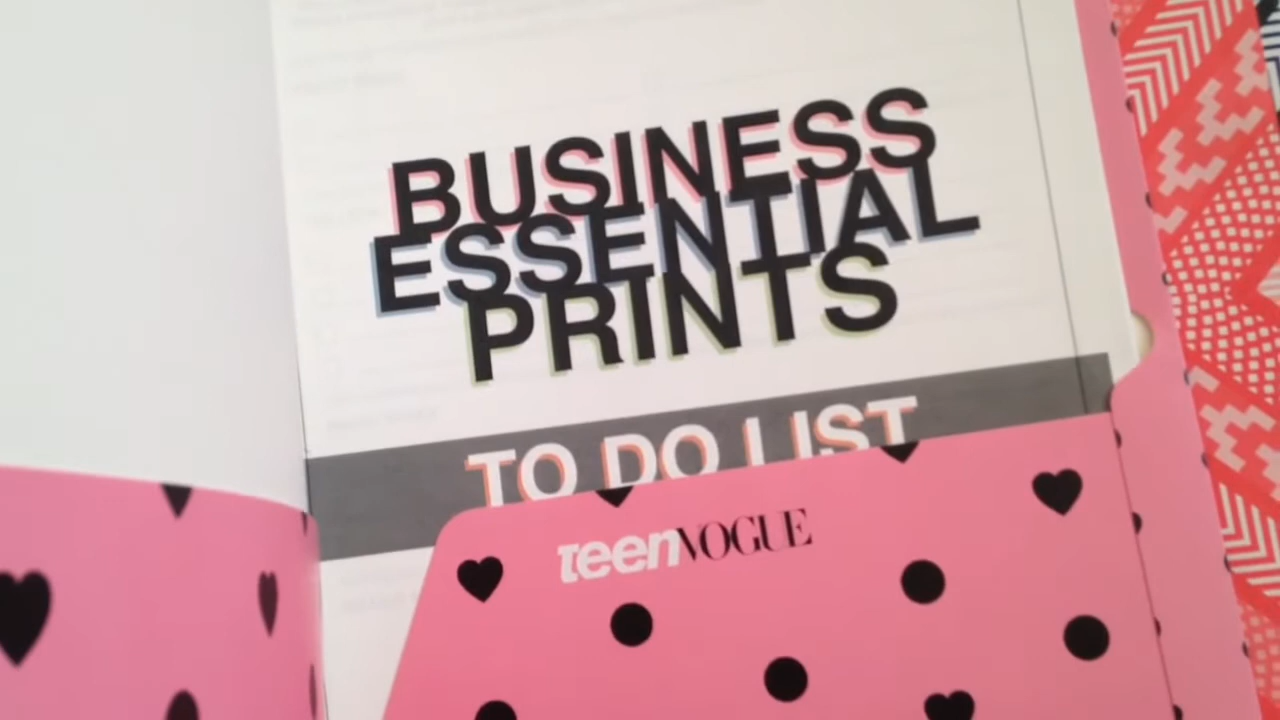 BUSINESS
ESSENTIAL
PRINTS
TO DO LIST
teenVOGUE